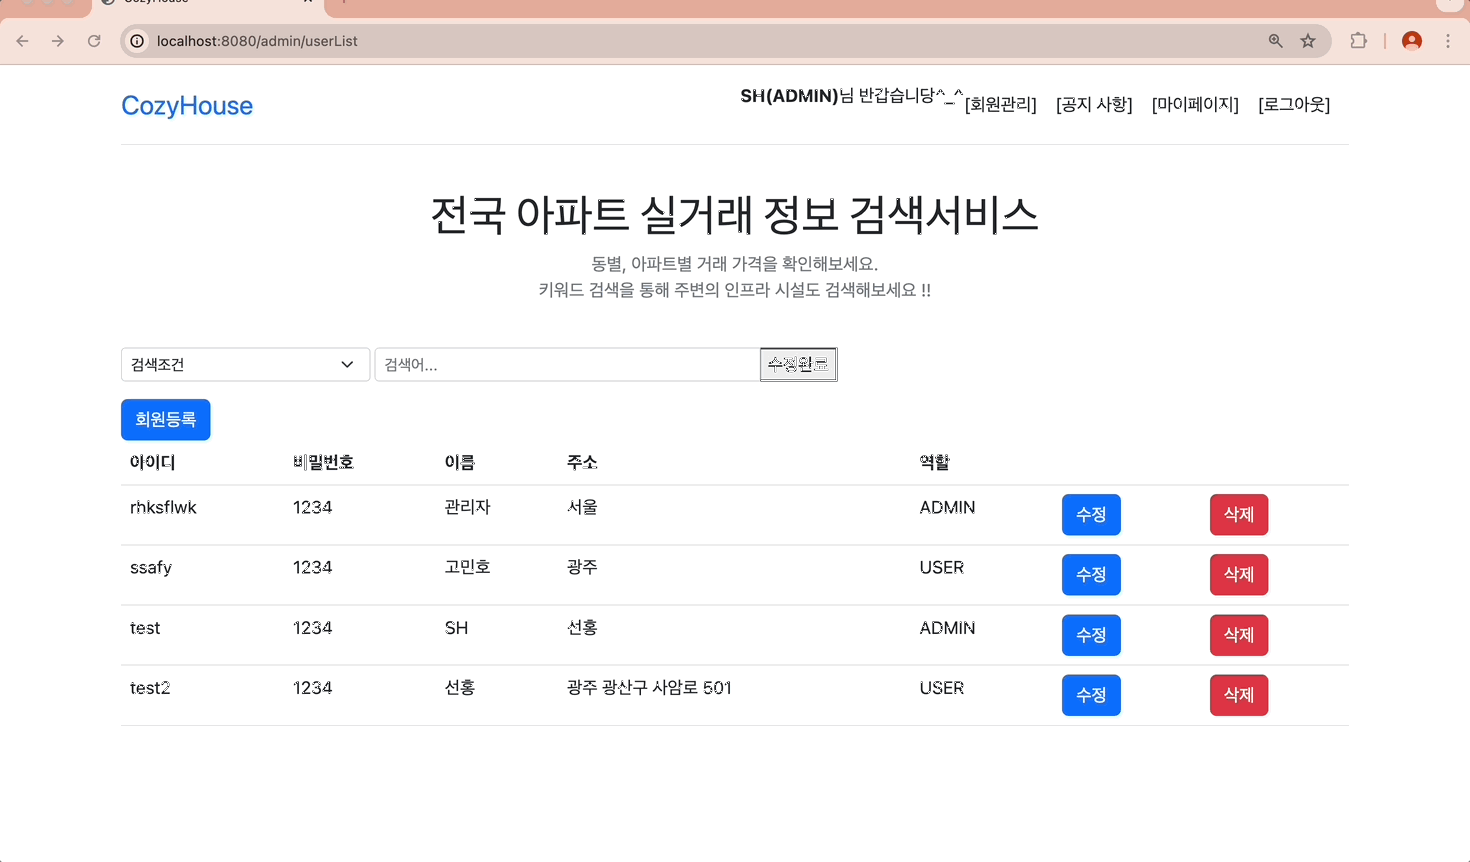 CozyHouse
localhost:8080/admin/userList
CozyHouse
SH(ADMIN)님 반갑습니당^_^ [회원관리] [공지 사항] [마이페이지] [로그아웃]
전국 아파트 실거래 정보 검색서비스
동별, 아파트별 거래 가격을 확인해보세요.
키워드 검색을 통해 주변의 인프라 시설도 검색해보세요 !!
검색조건 검색어... 수정완료
회원등록
아이디 비밀번호 이름 주소 역할
rhksflwk 1234 관리자 서울 ADMIN 수정 삭제
ssafy 1234 고민호 광주 USER 수정 삭제
test 1234 SH 선홍 ADMIN 수정 삭제
test2 1234 선홍 광주 광산구 사암로 501 USER 수정 삭제